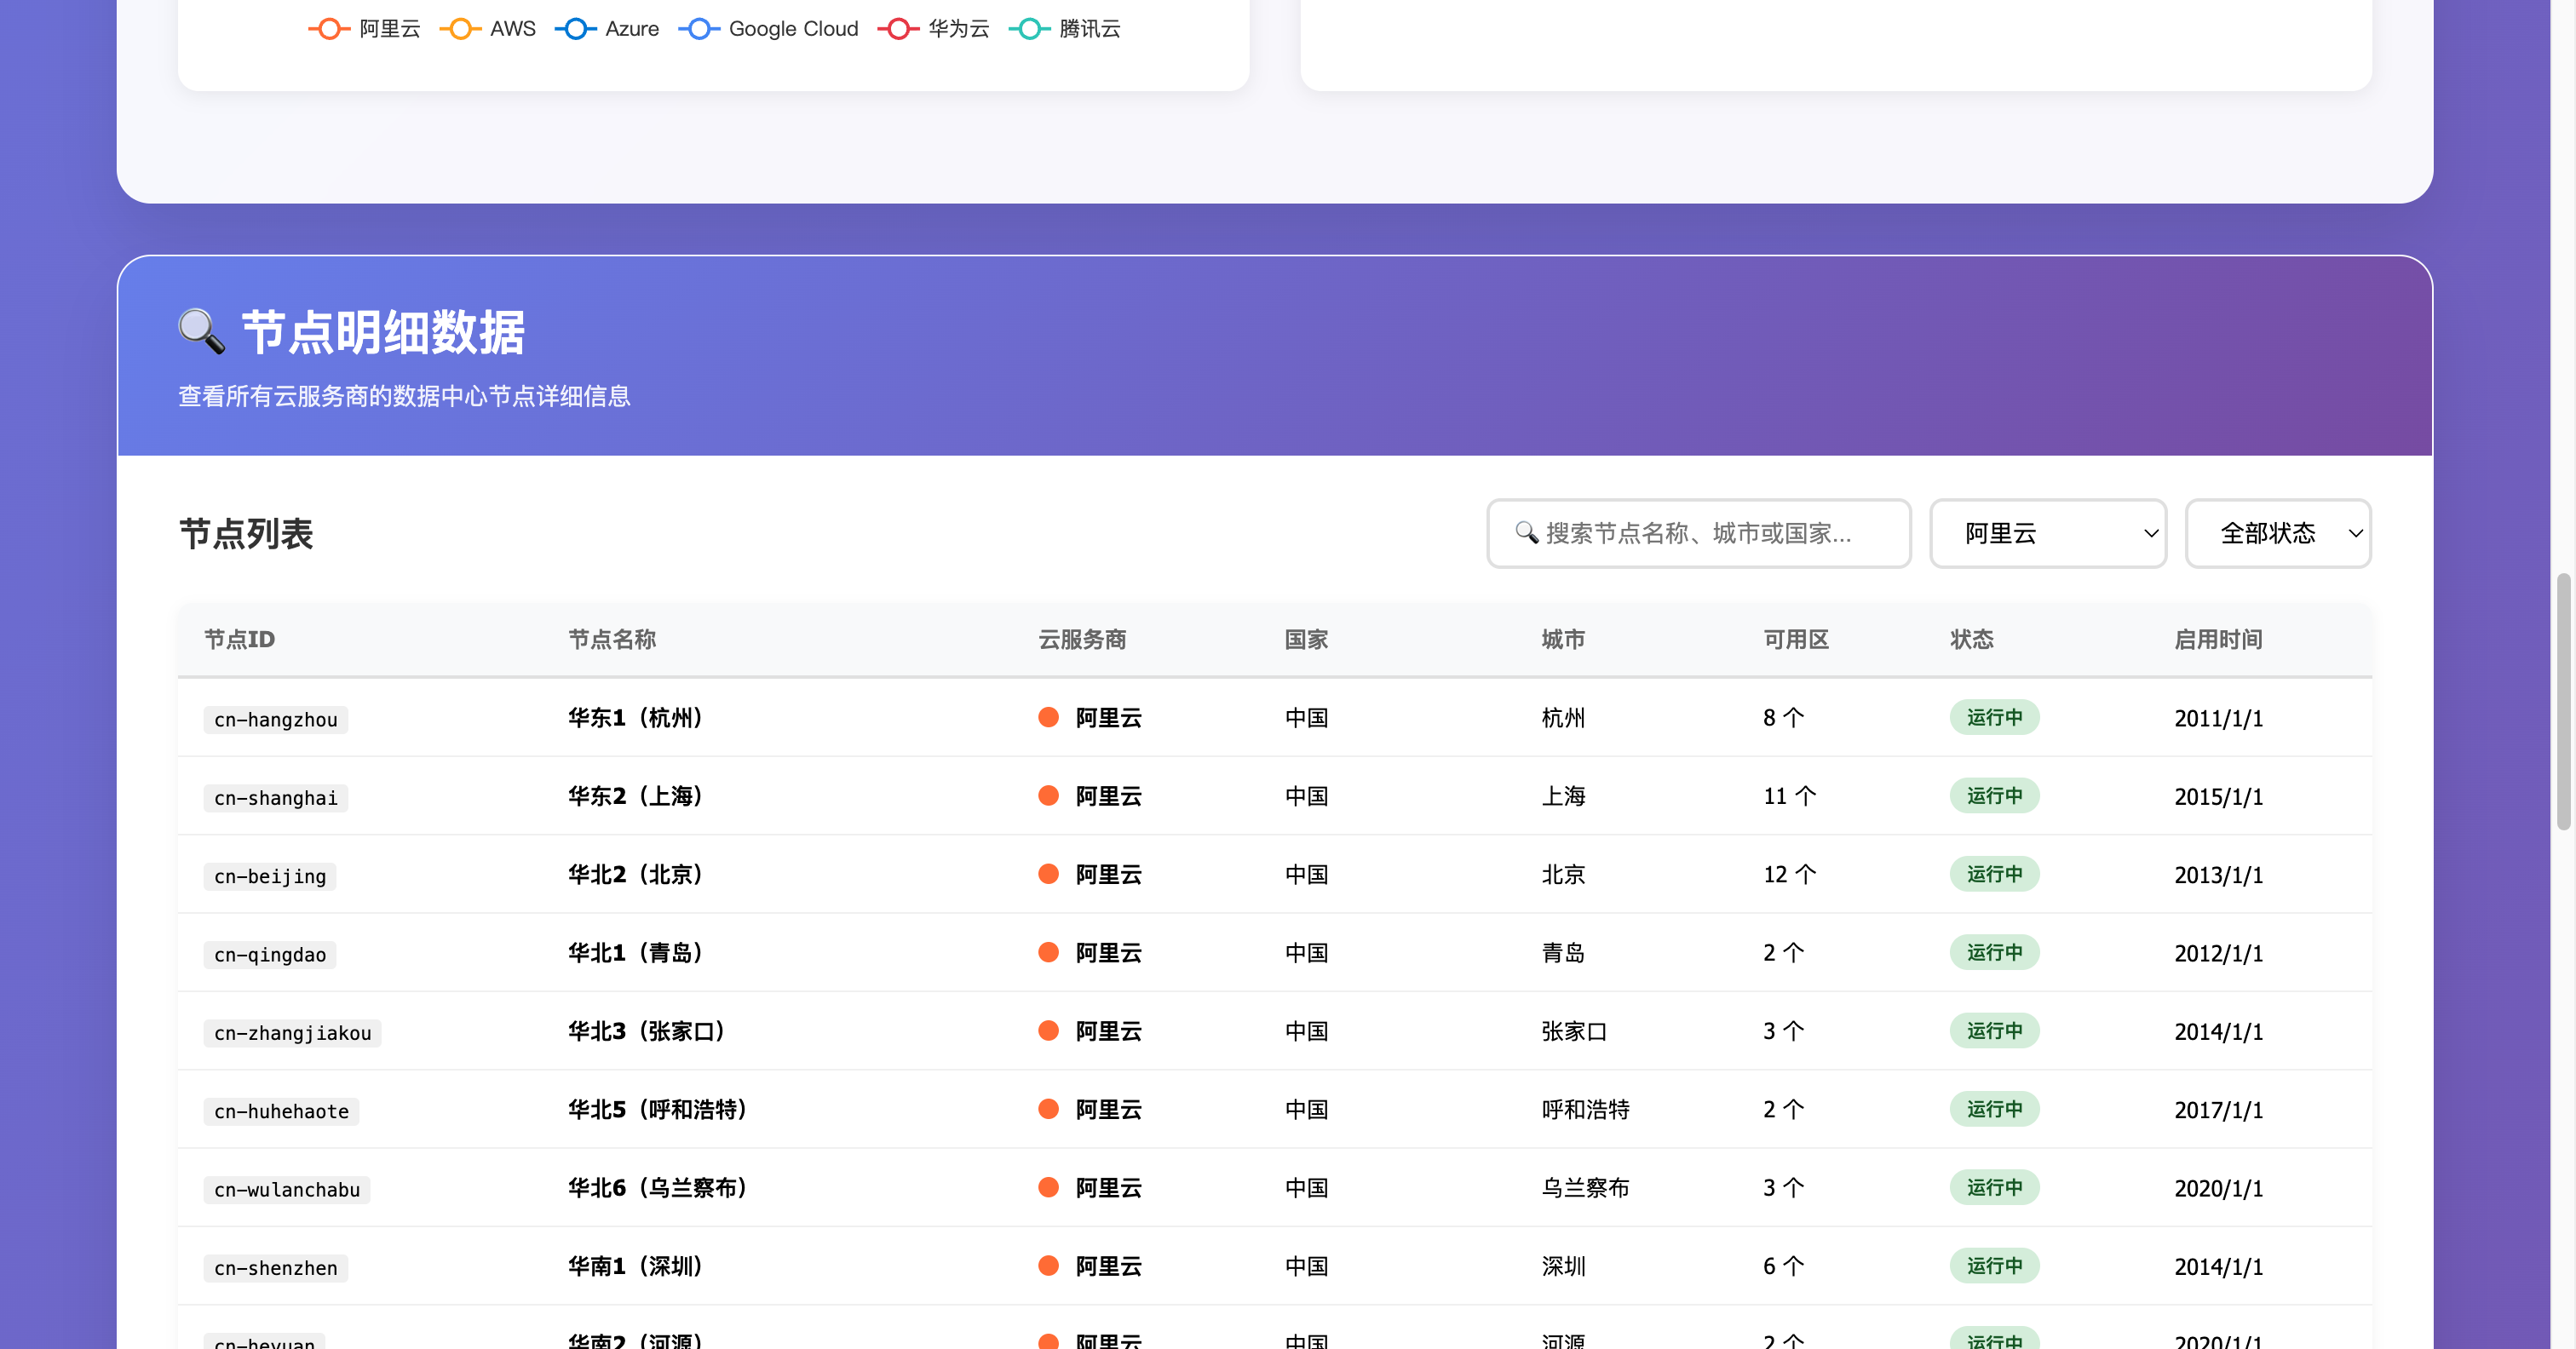 阿里云 AWS Azure Google Cloud 华为云 腾讯云
节点明细数据
查看所有云服务商的数据中心节点详细信息
节点列表 搜索节点名称、城市或国家... 阿里云 全部状态
节点ID 节点名称 云服务商 国家 城市 可用区 状态 启用时间
cn-hangzhou 华东1（杭州） 阿里云 中国 杭州 8 个 运行中 2011/1/1
cn-shanghai 华东2（上海） 阿里云 中国 上海 11 个 运行中 2015/1/1
cn-beijing 华北2（北京） 阿里云 中国 北京 12 个 运行中 2013/1/1
cn-qingdao 华北1（青岛） 阿里云 中国 青岛 2 个 运行中 2012/1/1
cn-zhangjiakou 华北3（张家口） 阿里云 中国 张家口 3 个 运行中 2014/1/1
cn-huhehaote 华北5（呼和浩特） 阿里云 中国 呼和浩特 2 个 运行中 2017/1/1
cn-wulanchabu 华北6（乌兰察布） 阿里云 中国 乌兰察布 3 个 运行中 2020/1/1
cn-shenzhen 华南1（深圳） 阿里云 中国 深圳 6 个 运行中 2014/1/1
cn-heyuan 华南2（河源） 阿里云 中国 河源 2 个 运行中 2020/1/1